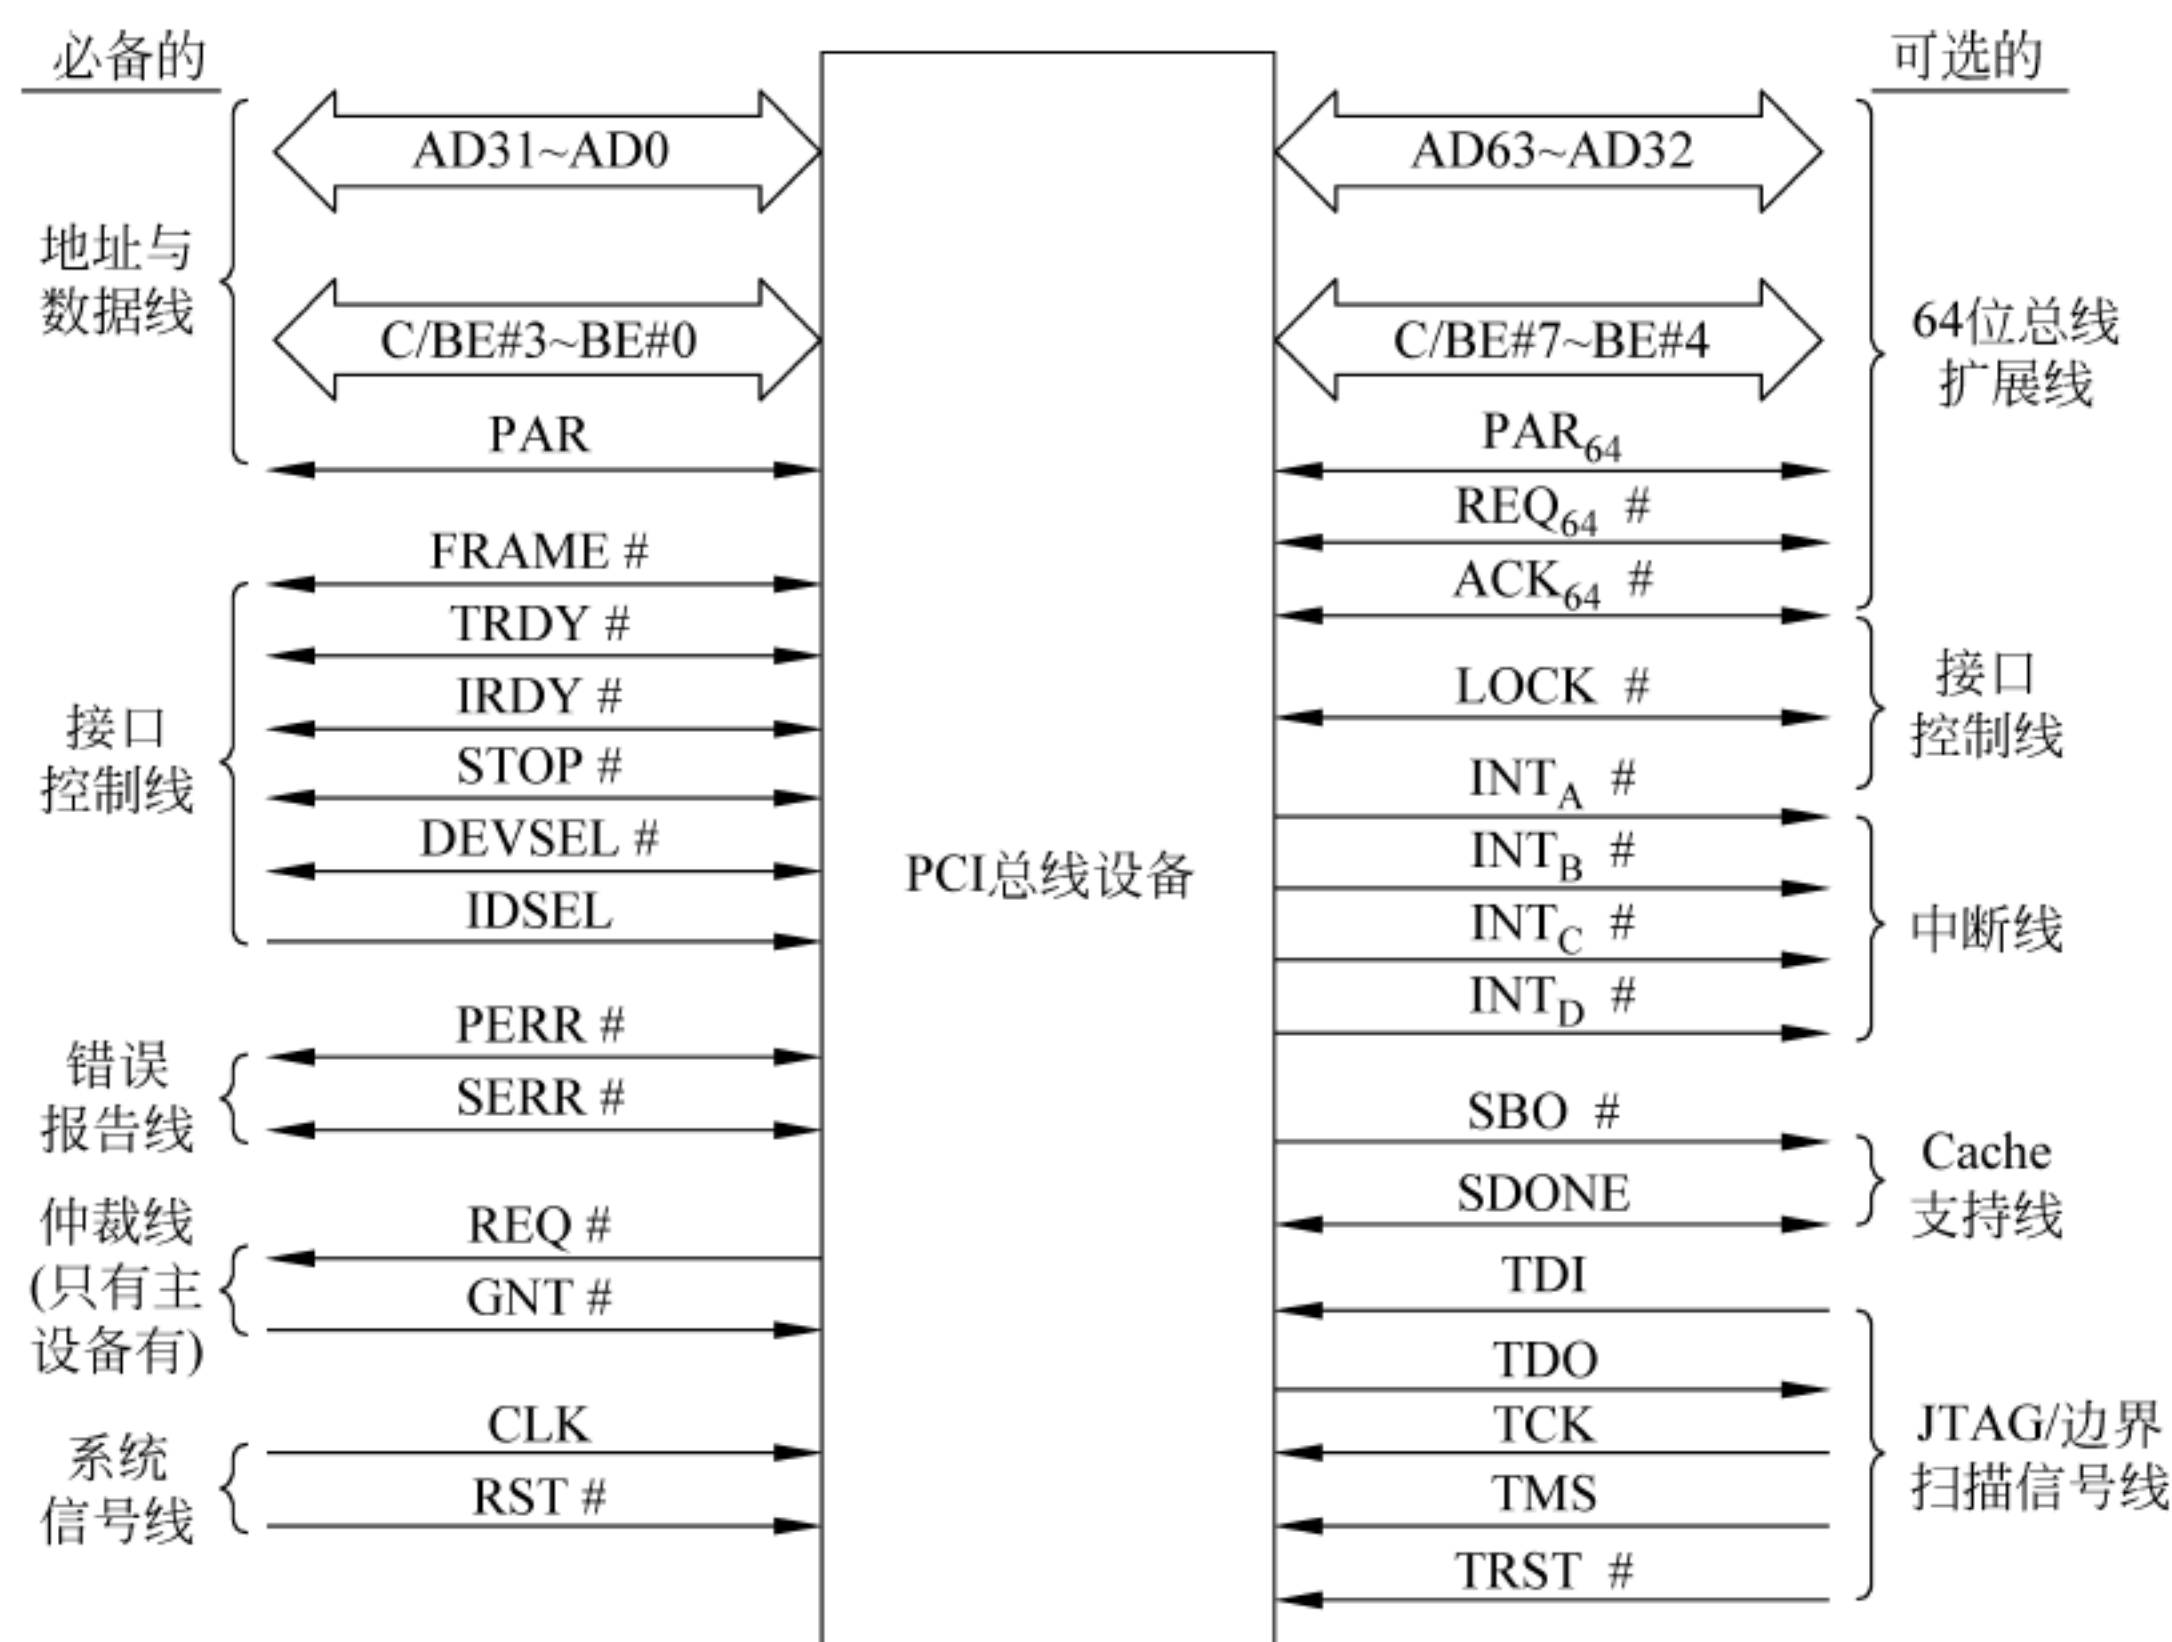 必备的
AD31~AD0
地址与
数据线
C/BE#3~BE#0
PAR
FRAME #
TRDY #
IRDY #
接口
控制线
STOP #
DEVSEL #
IDSEL
PERR #
错误
报告线
SERR #
仲裁线
(只有主
设备有)
REQ #
GNT #
CLK
系统
信号线
RST #
PCI总线设备
可选的
AD63~AD32
64位总线
扩展线
C/BE#7~BE#4
PAR64
REQ64 #
ACK64 #
接口
控制线
LOCK #
INTA #
INTB #
INTC #
中断线
INTD #
SBO #
Cache
支持线
SDONE
TDI
TDO
TCK
JTAG/边界
扫描信号线
TMS
TRST #